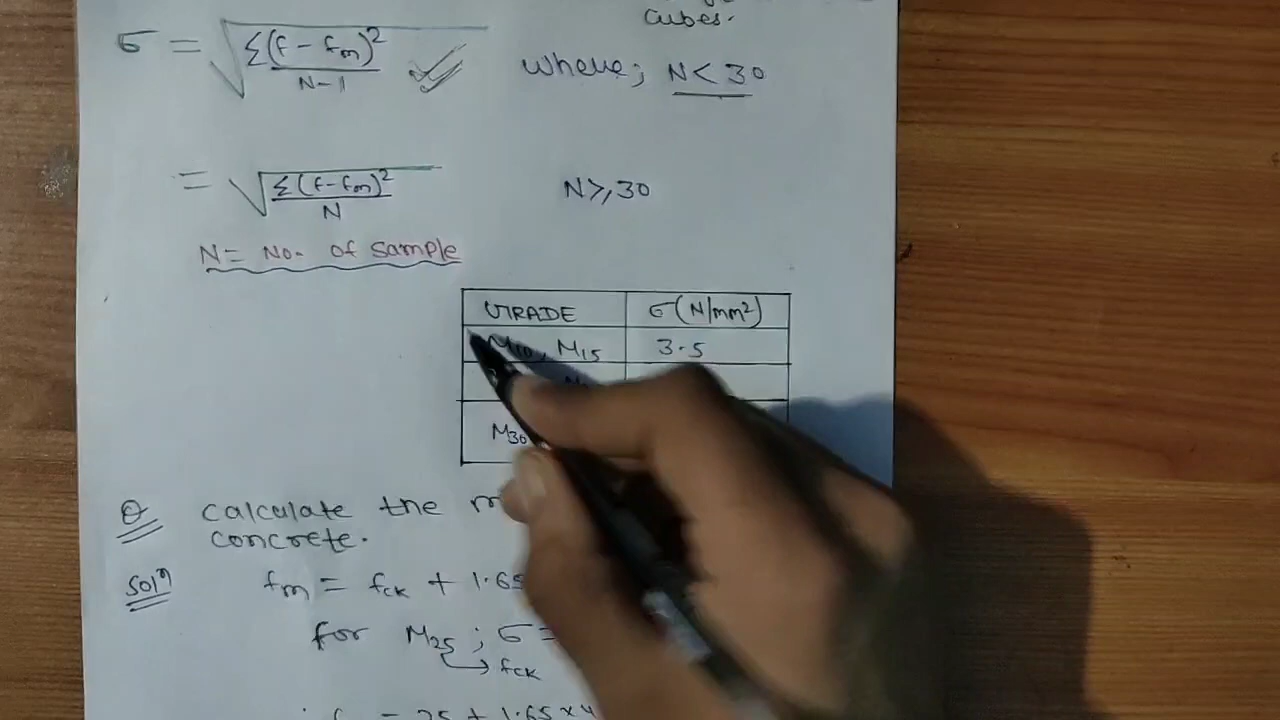 cubes.
σ = √(Σ(f - fm)² / N-1) where; N < 30
= √(Σ(f-fm)² / N) N ≥ 30
N = No. of sample
GRADE σ(N/mm²)
M10, M15 3.5
M30
Q calculate the
concrete.
Solⁿ fm = fck + 1.65
for M25 ; σ =
→ fck
= 25 + 1.65 × 4